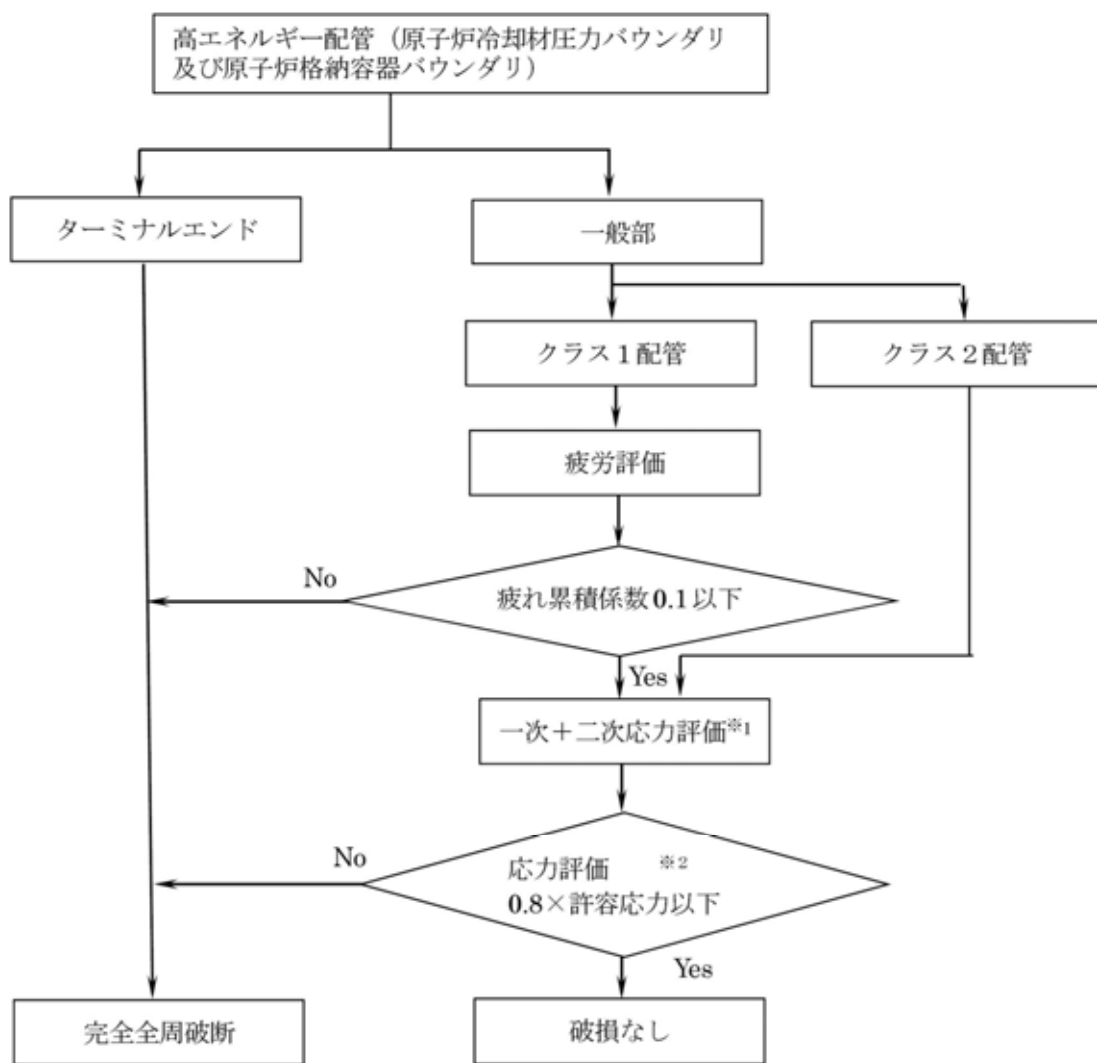 高エネルギー配管（原子炉冷却材圧力バウンダリ
及び原子炉格納容器バウンダリ）
ターミナルエンド
一般部
クラス１配管
クラス２配管
疲労評価
No
疲れ累積係数 0.1 以下
Yes
一次＋二次応力評価※1
No
応力評価 ※2
0.8×許容応力以下
Yes
完全全周破断
破損なし